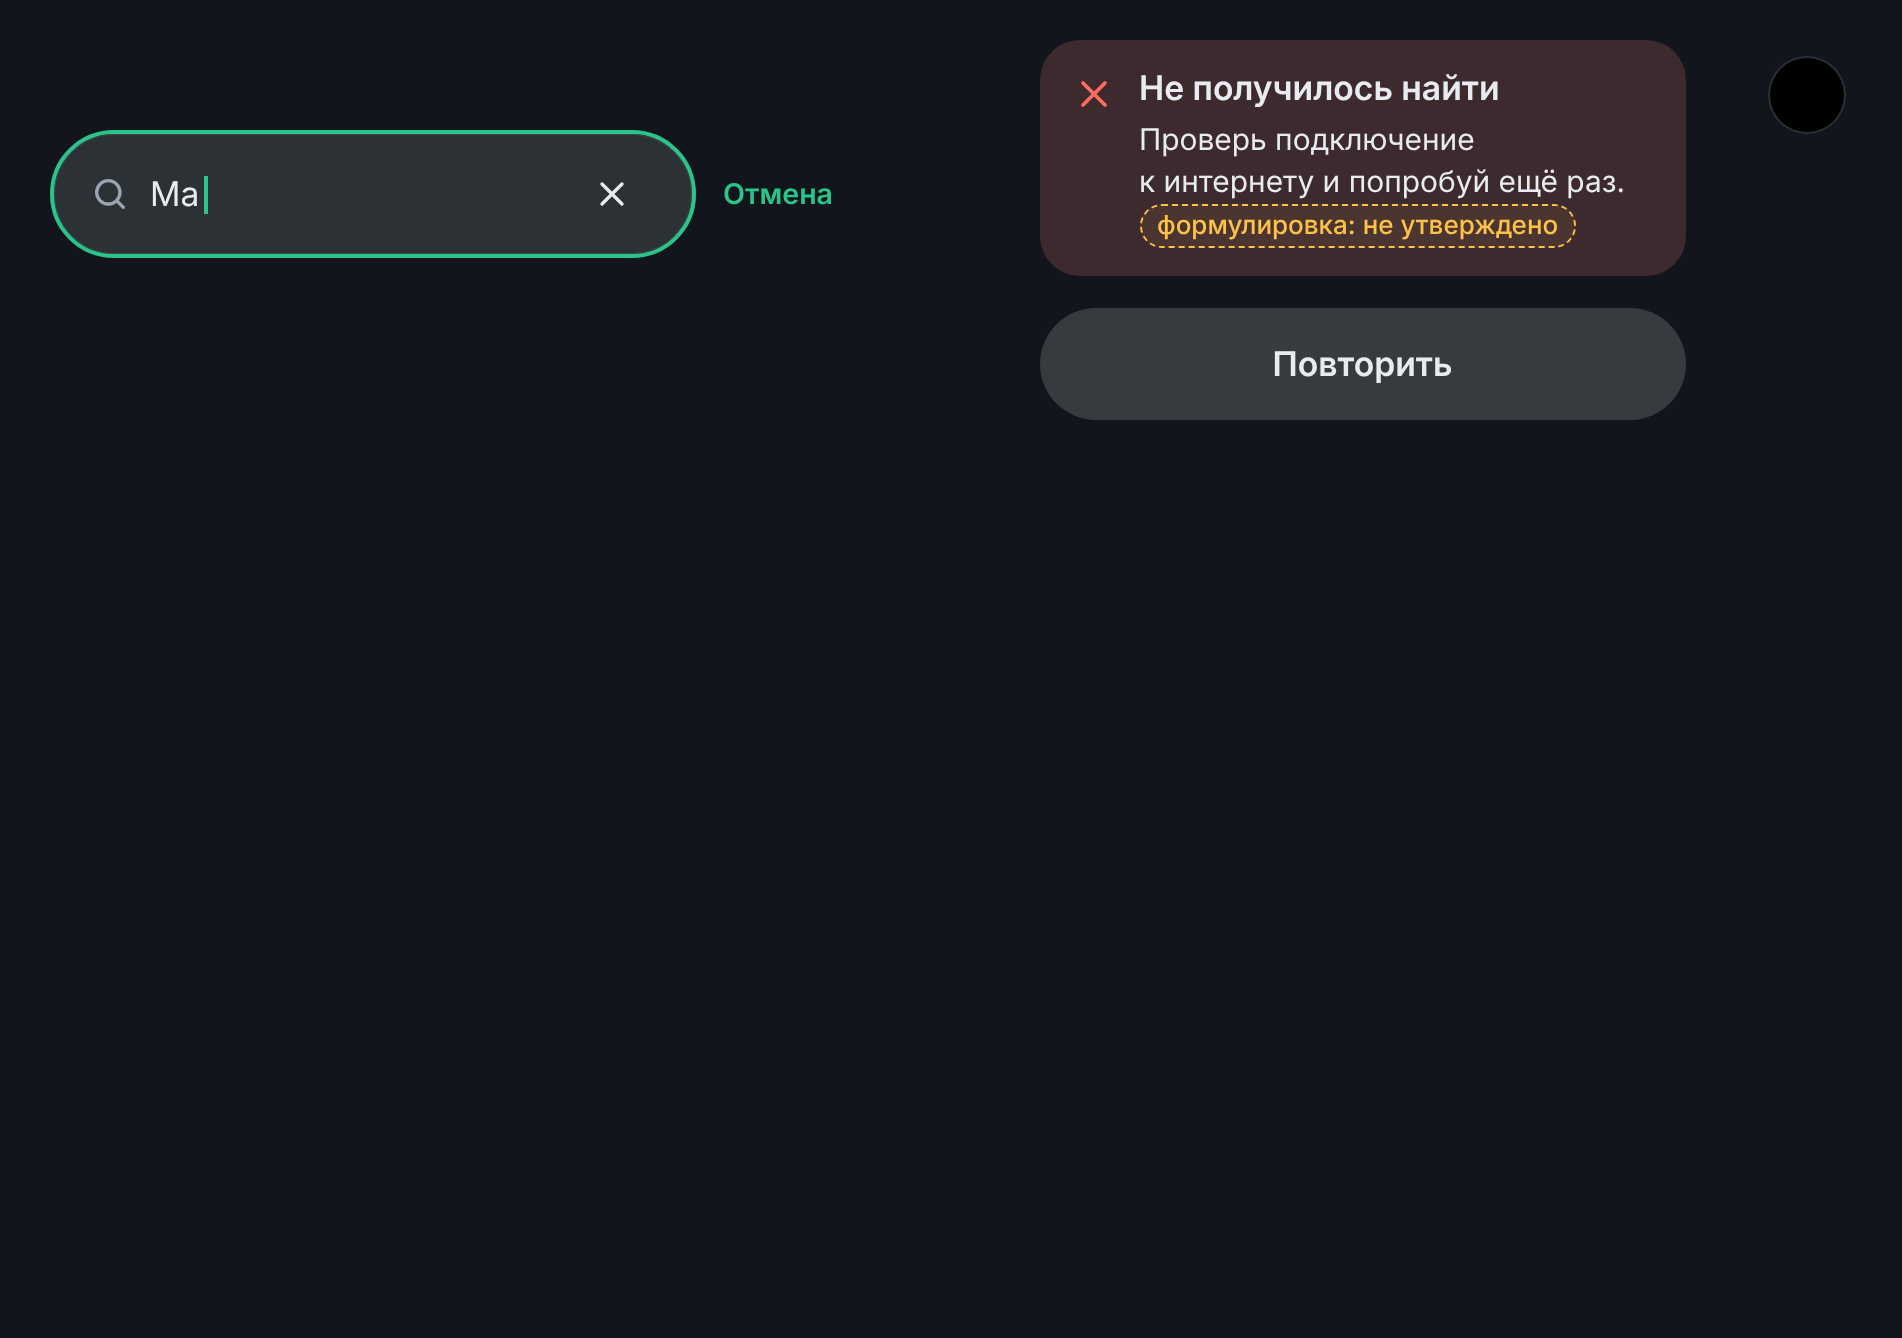 Ма
Отмена
Не получилось найти
Проверь подключение
к интернету и попробуй ещё раз.
формулировка: не утверждено
Повторить